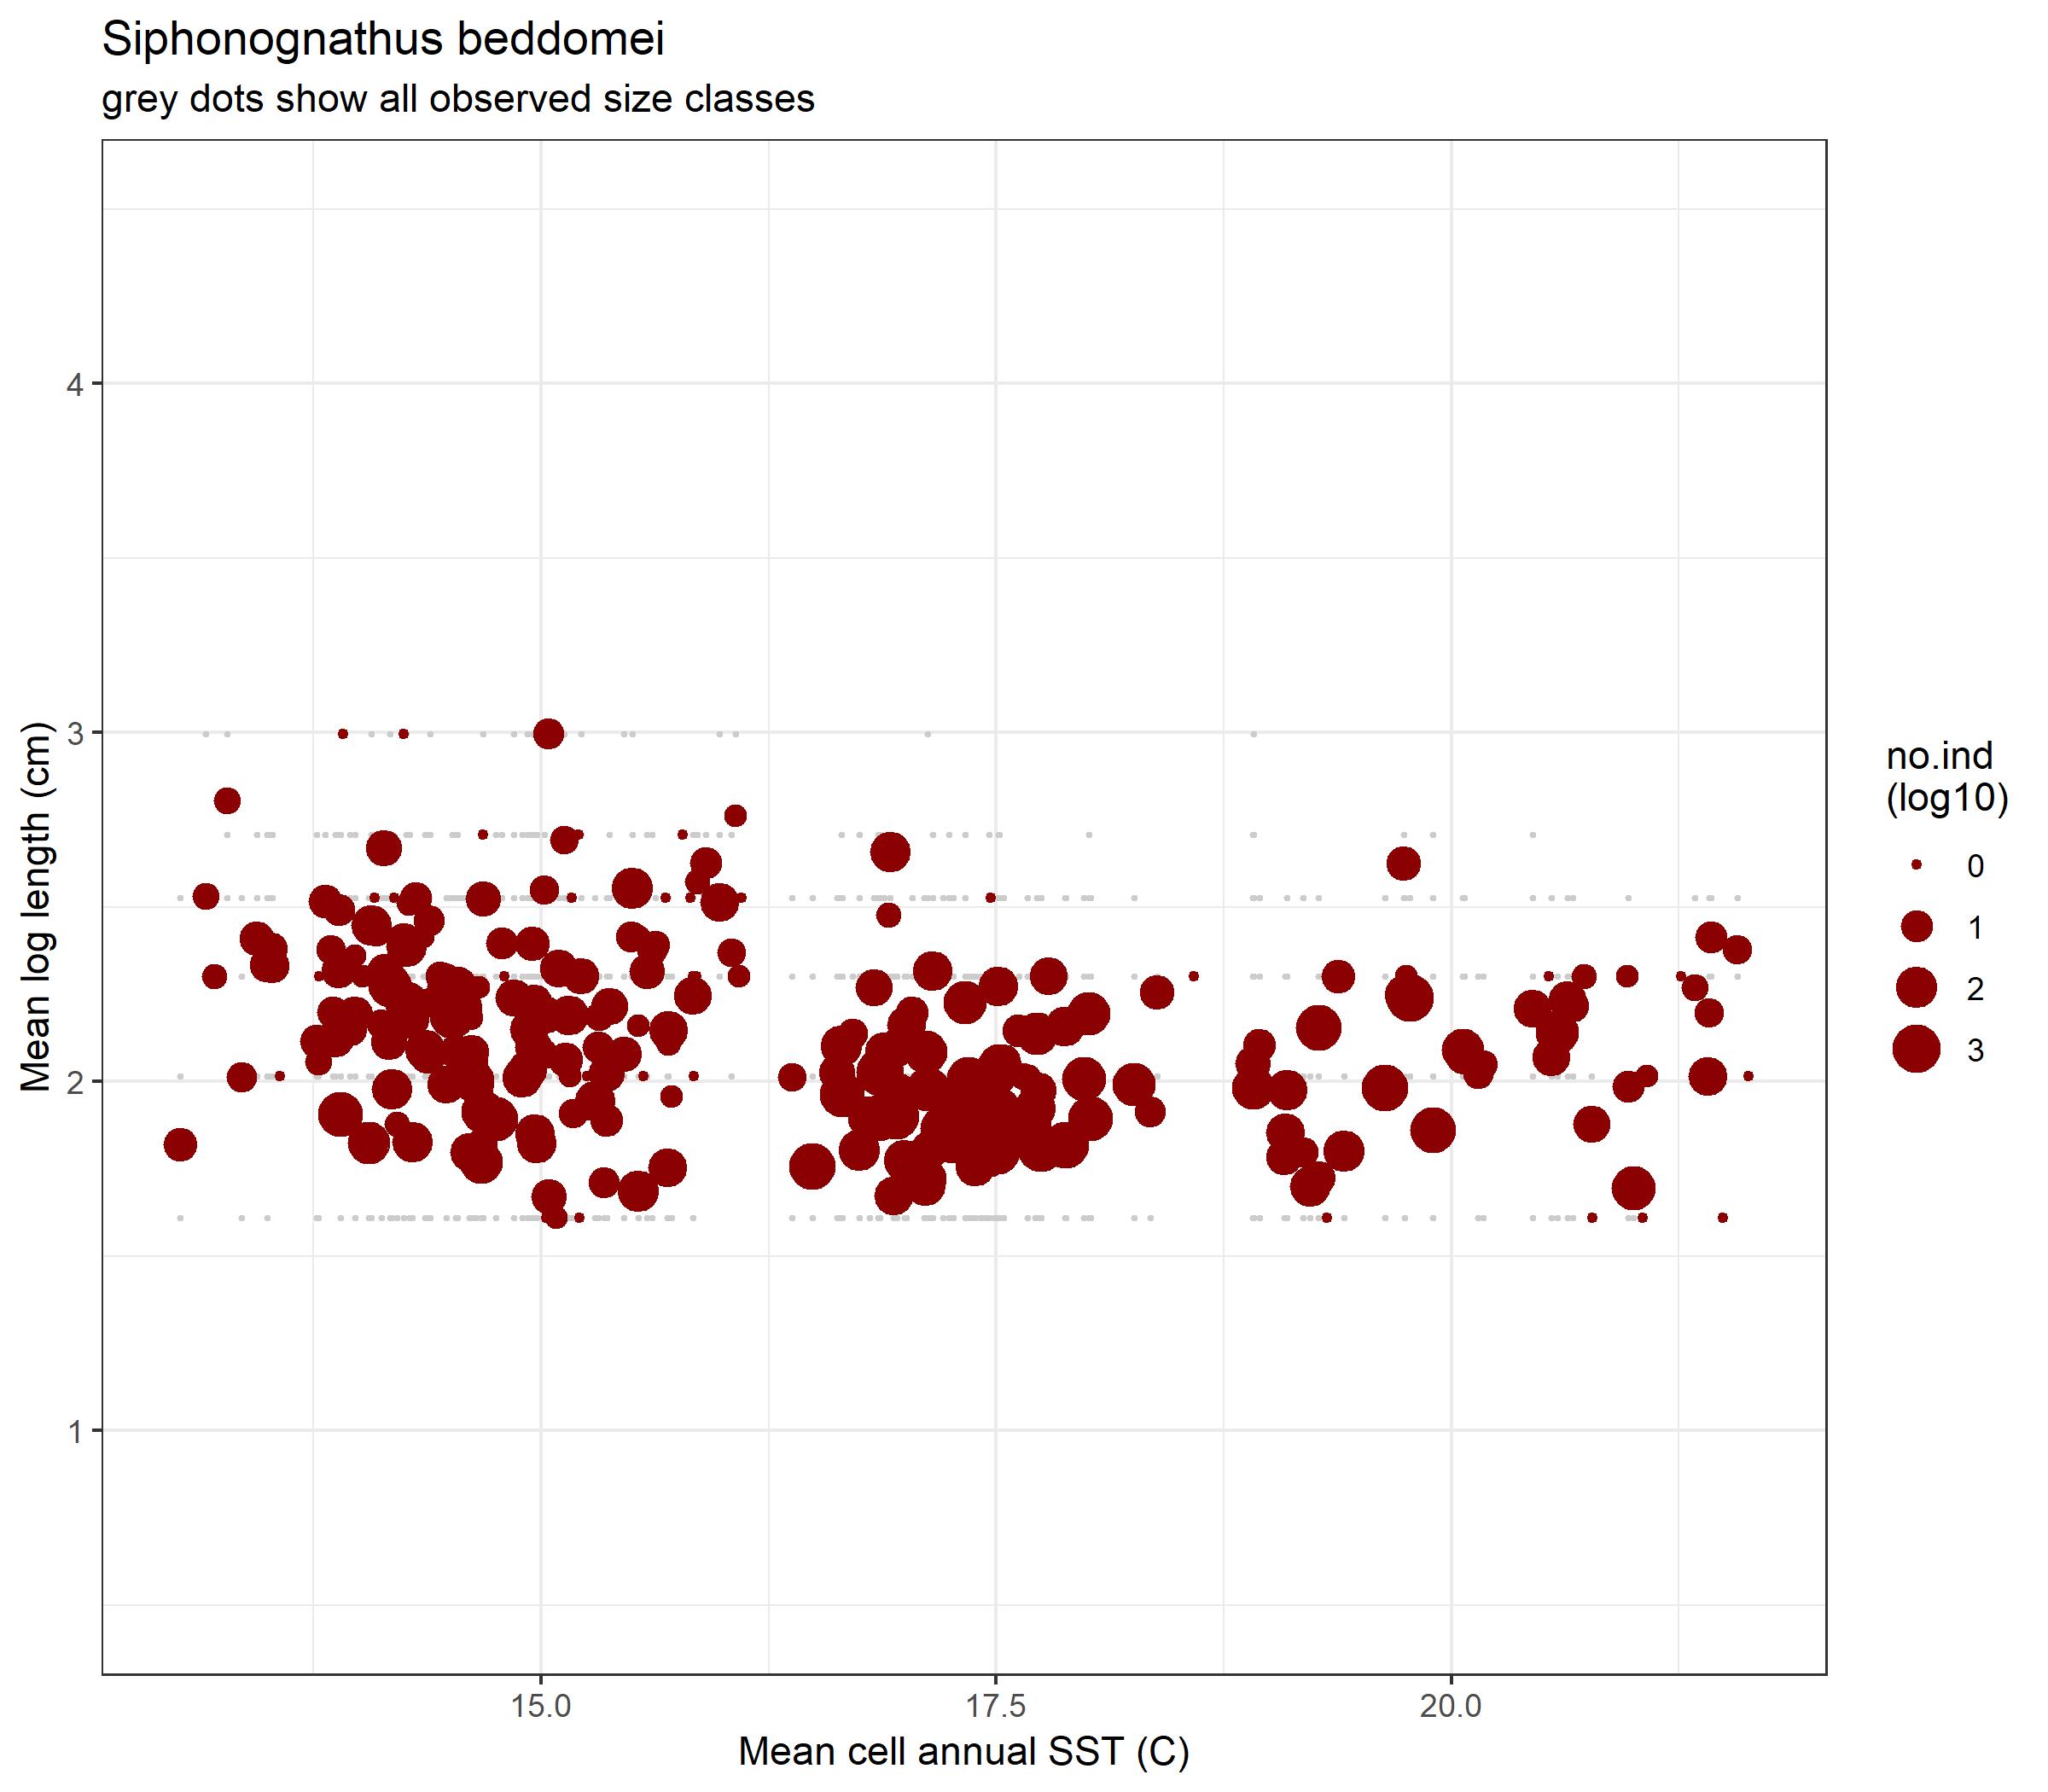 Siphonognathus beddomei
grey dots show all observed size classes
Mean log length (cm)
4
3
2
1
15.0
17.5
20.0
Mean cell annual SST (C)
no.ind
(log10)
0
1
2
3